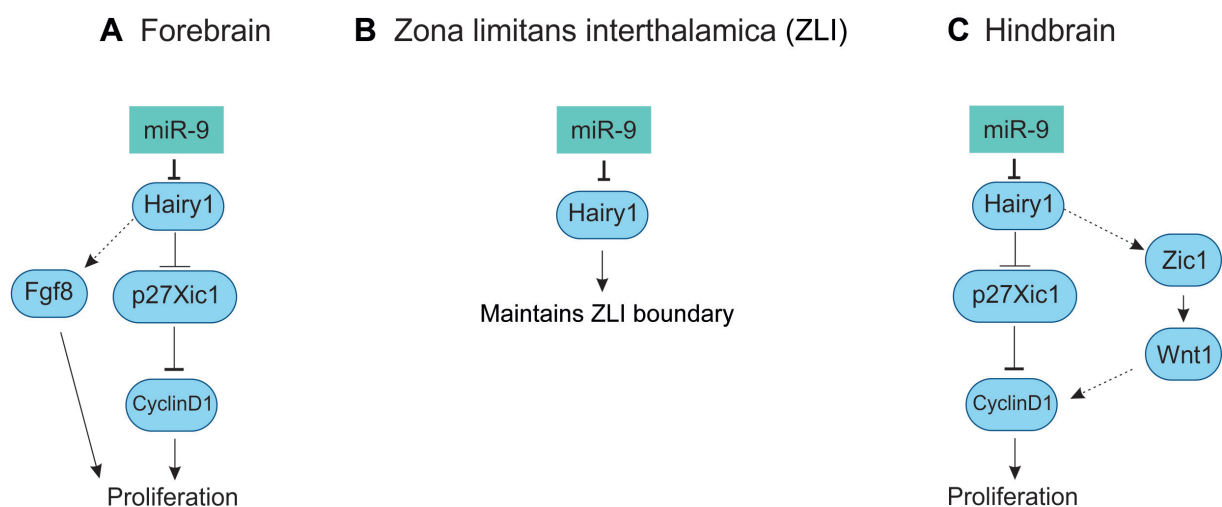 A Forebrain
miR-9
Hairy1
Fgf8
p27Xic1
CyclinD1
Proliferation
B Zona limitans interthalamica (ZLI)
miR-9
Hairy1
Maintains ZLI boundary
C Hindbrain
miR-9
Hairy1
Zic1
p27Xic1
Wnt1
CyclinD1
Proliferation